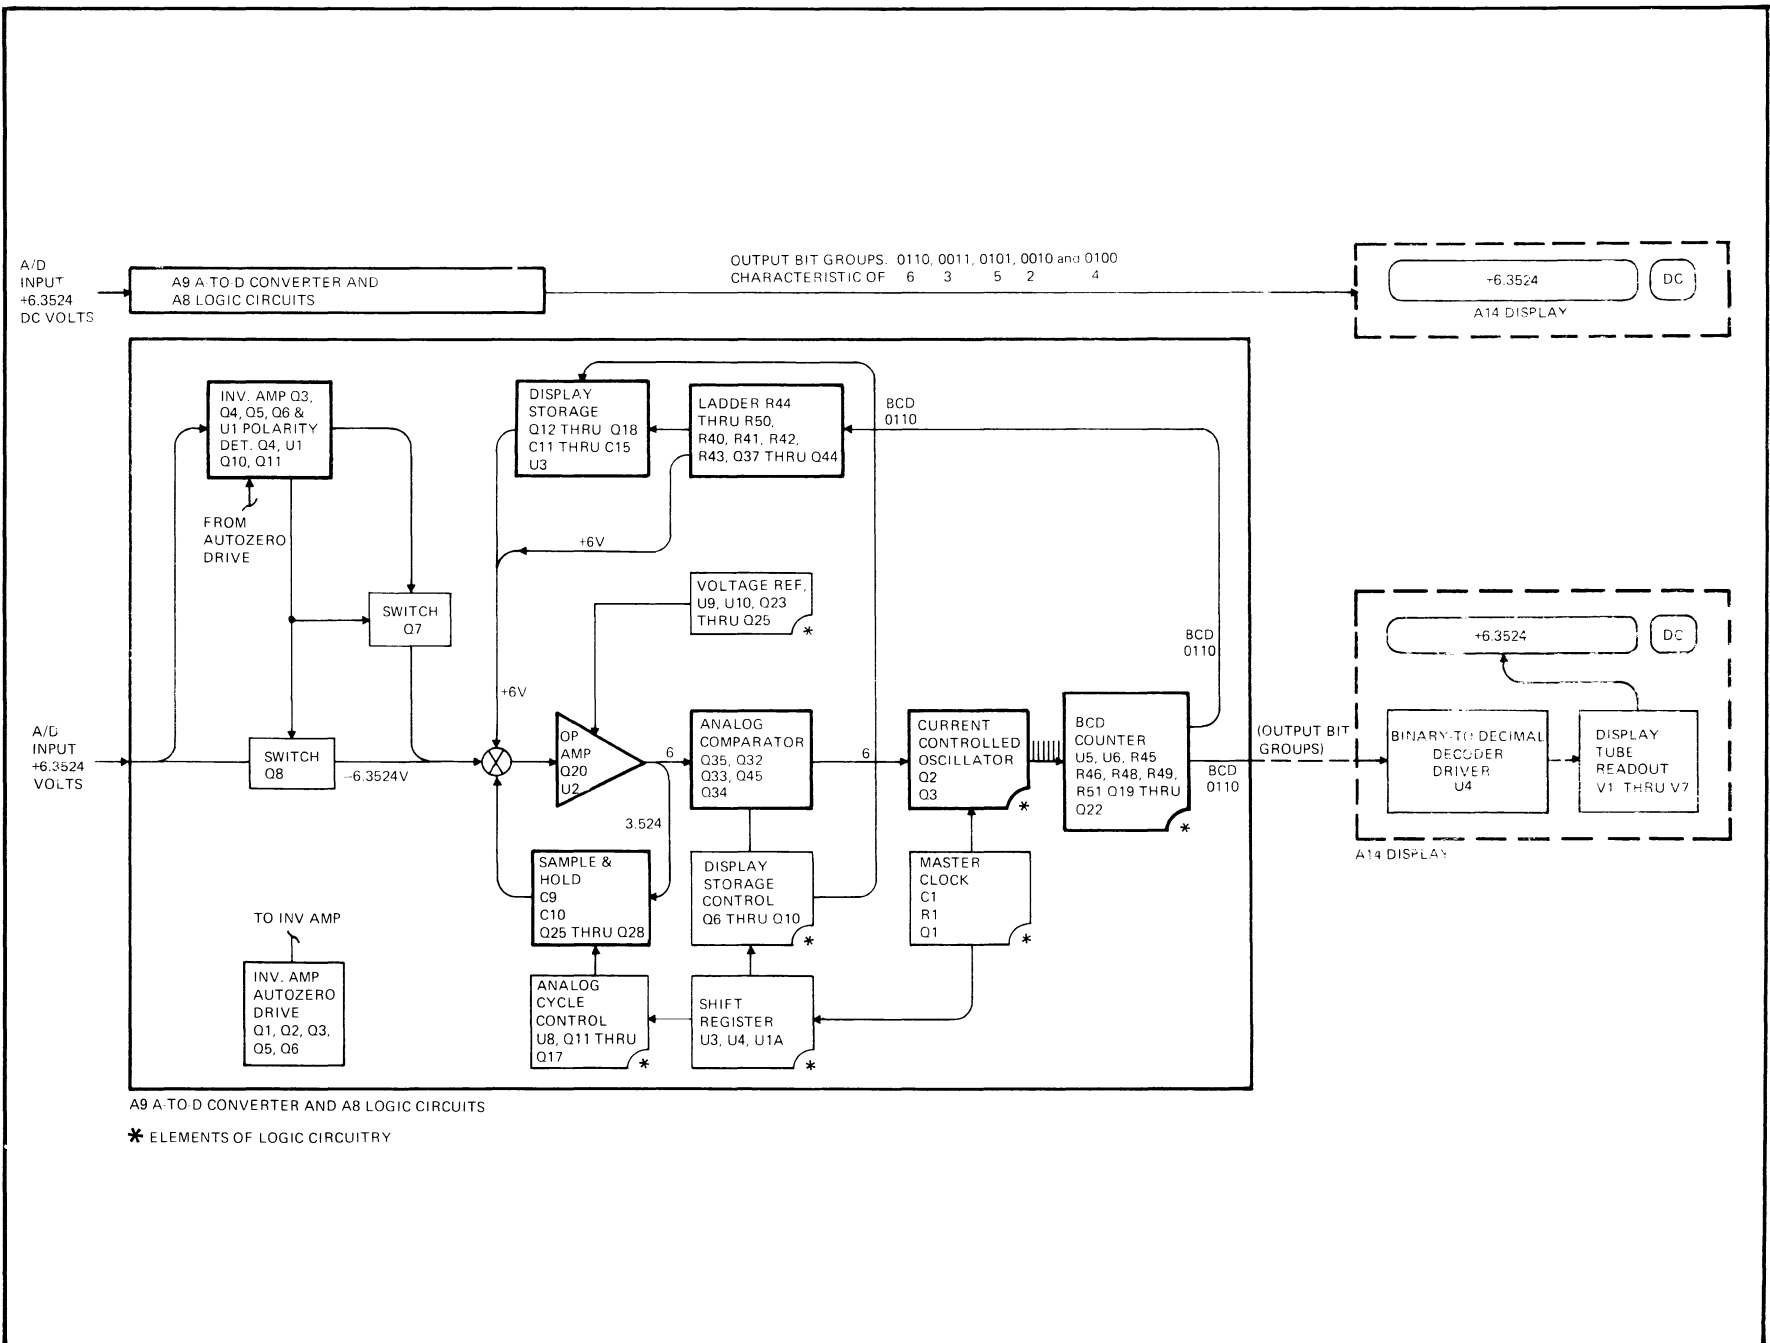 A/D
INPUT
+6.3524
DC VOLTS
A9 A-TO-D CONVERTER AND
A8 LOGIC CIRCUITS
OUTPUT BIT GROUPS. 0110, 0011, 0101, 0010 and 0100
CHARACTERISTIC OF 6 3 5 2 4
+6.3524
DC
A14 DISPLAY
INV. AMP Q3,
Q4, Q5, Q6 &
U1 POLARITY
DET. Q4, U1
Q10, Q11
FROM
AUTOZERO
DRIVE
DISPLAY
STORAGE
Q12 THRU Q18
C11 THRU C15
U3
LADDER R44
THRU R50,
R40, R41, R42,
R43, Q37 THRU Q44
BCD
0110
+6V
VOLTAGE REF,
U9, U10, Q23
THRU Q25
*
SWITCH
Q7
BCD
0110
+6V
A/D
INPUT
+6.3524
VOLTS
SWITCH
Q8
-6.3524V
OP
AMP
Q20
U2
6
3.524
ANALOG
COMPARATOR
Q35, Q32
Q33, Q45
Q34
6
CURRENT
CONTROLLED
OSCILLATOR
Q2
Q3
*
BCD
COUNTER
U5, U6, R45
R46, R48, R49,
R51 Q19 THRU
Q22
*
(OUTPUT BIT
GROUPS)
BCD
0110
+6.3524
DC
BINARY-TO DECIMAL
DECODER
DRIVER
U4
DISPLAY
TUBE
READOUT
V1 THRU V7
A14 DISPLAY
SAMPLE &
HOLD
C9
C10
Q25 THRU Q28
DISPLAY
STORAGE
CONTROL
Q6 THRU Q10
*
MASTER
CLOCK
C1
R1
Q1
*
TO INV AMP
INV. AMP
AUTOZERO
DRIVE
Q1, Q2, Q3,
Q5, Q6
ANALOG
CYCLE
CONTROL
U8, Q11 THRU
Q17
*
SHIFT
REGISTER
U3, U4, U1A
*
A9 A-TO-D CONVERTER AND A8 LOGIC CIRCUITS
* ELEMENTS OF LOGIC CIRCUITRY